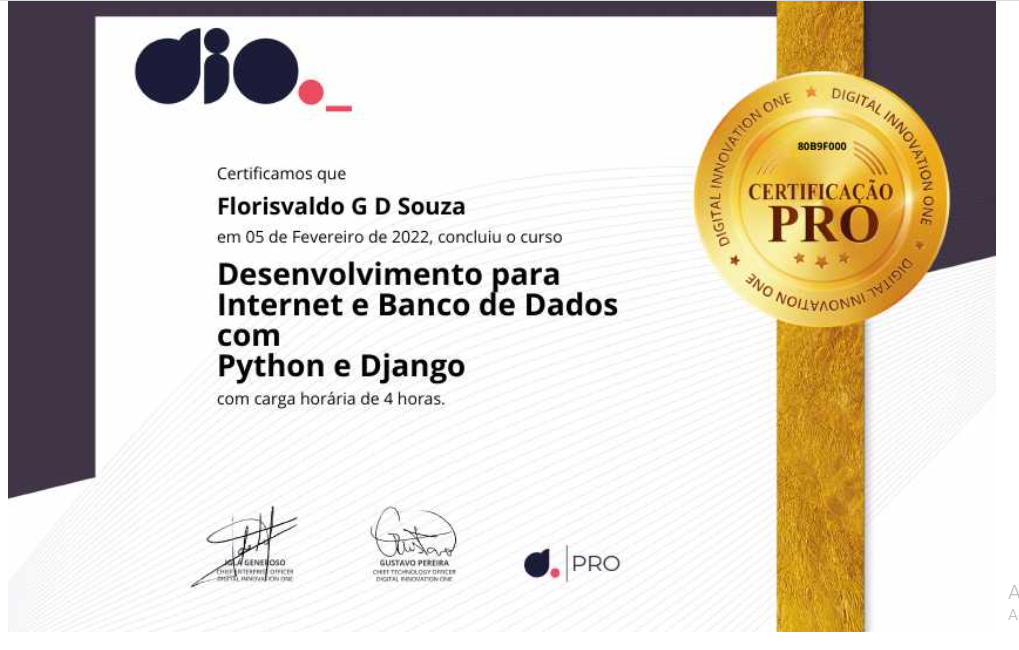 dio._
Certificamos que
Florisvaldo G D Souza
em 05 de Fevereiro de 2022, concluiu o curso
Desenvolvimento para
Internet e Banco de Dados
com
Python e Django
com carga horária de 4 horas.
DIGITAL INNOVATION ONE ★ DIGITAL INNOVATION ONE ★ DIGITAL INNOVATION ONE ★
80B9F000
CERTIFICAÇÃO
PRO
GENEROSO
CHIEF ENTERPRISE OFFICER
DIGITAL INNOVATION ONE
GUSTAVO PEREIRA
CHIEF TECHNOLOGY OFFICER
DIGITAL INNOVATION ONE
d. PRO
A
A